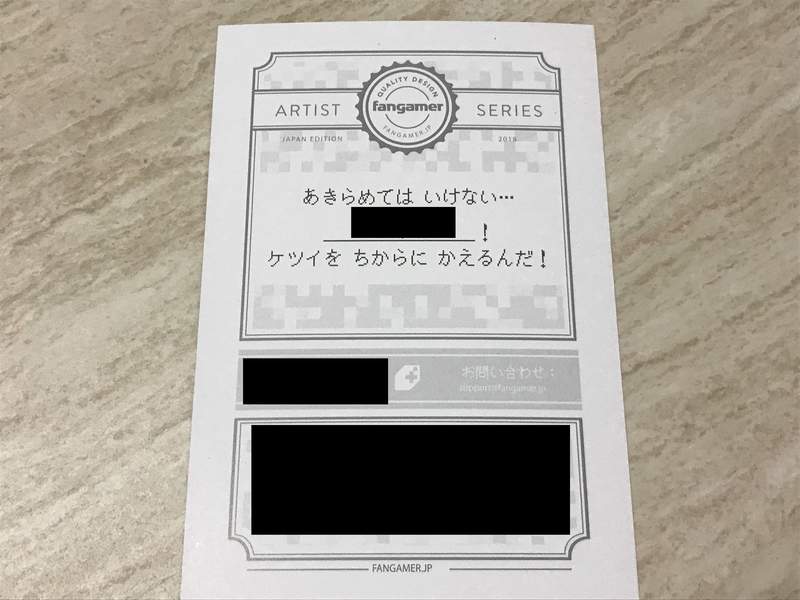 QUALITY DESIGN
ARTIST fangamer SERIES
FANGAMER.JP
JAPAN EDITION 2019
あきらめては いけない…
！
ケツイを ちからに かえるんだ！
お問い合わせ：
support@fangamer.jp
FANGAMER.JP